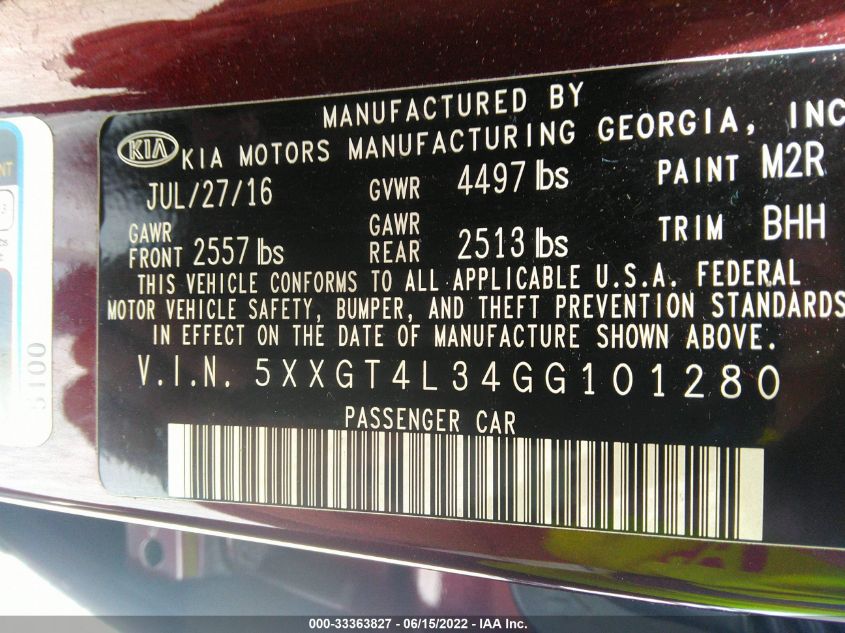 MANUFACTURED BY
KIA KIA MOTORS MANUFACTURING GEORGIA, INC
JUL/27/16 GVWR 4497 lbs PAINT M2R
GAWR FRONT 2557 lbs GAWR REAR 2513 lbs TRIM BHH
THIS VEHICLE CONFORMS TO ALL APPLICABLE U.S.A. FEDERAL
MOTOR VEHICLE SAFETY, BUMPER, AND THEFT PREVENTION STANDARDS
IN EFFECT ON THE DATE OF MANUFACTURE SHOWN ABOVE.
V.I.N. 5XXGT4L34GG101280
PASSENGER CAR
5100
000-33363827 - 06/15/2022 - IAA Inc.